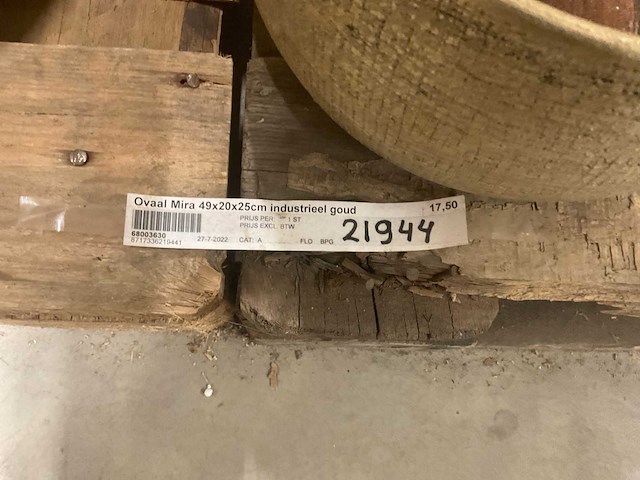 Ovaal Mira 49x20x25cm industrieel goud 17,50
PRIJS PER 1 ST
PRIJS EXCL. BTW
68003630
8717336219441 27-7-2022 CAT: A FLO BPG 21944